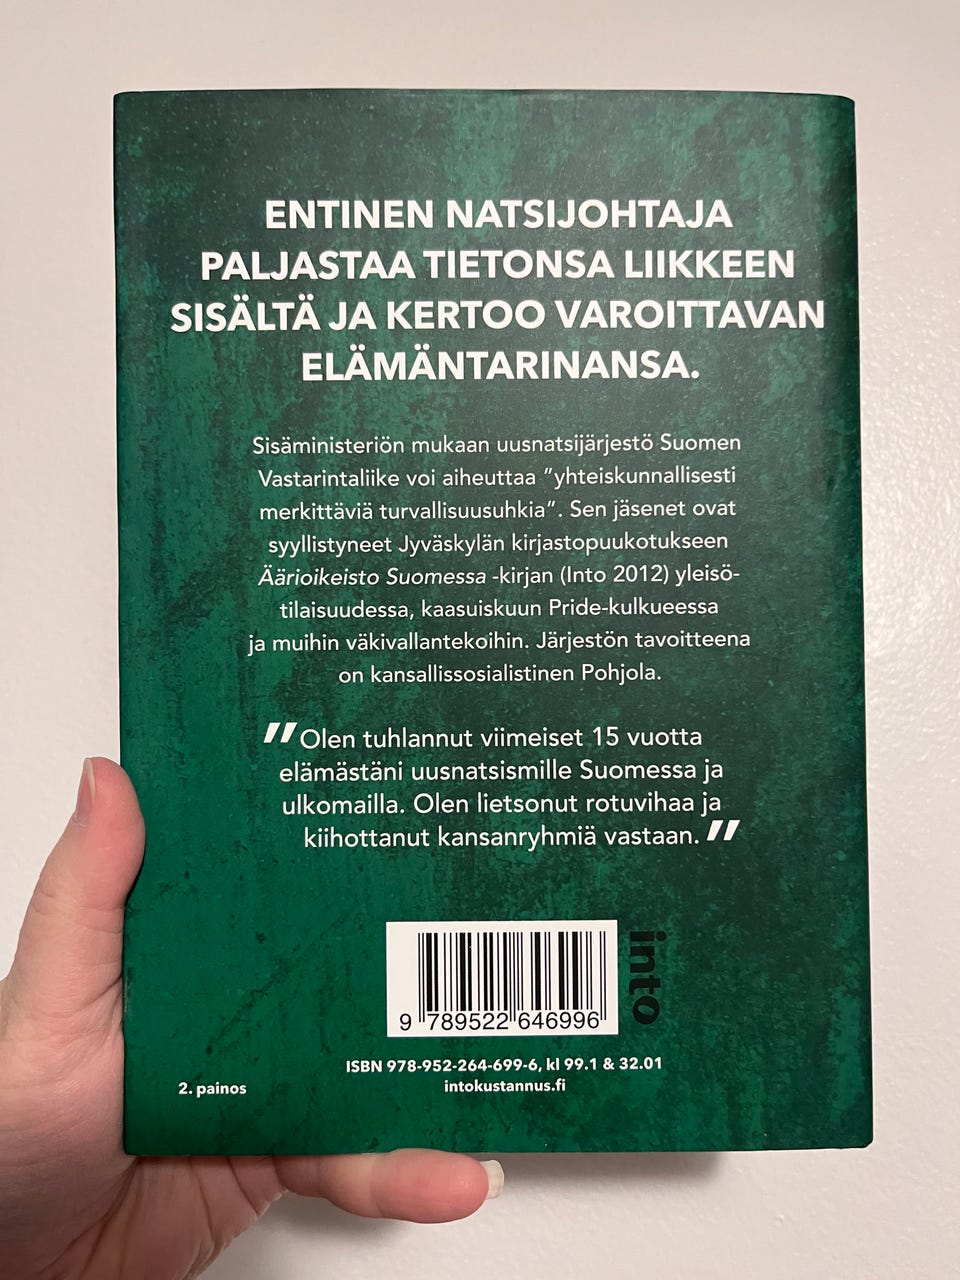 ENTINEN NATSIJOHTAJA
PALJASTAA TIETONSA LIIKKEEN
SISÄLTÄ JA KERTOO VAROITTAVAN
ELÄMÄNTARINANSA.
Sisäministeriön mukaan uusnatsijärjestö Suomen
Vastarintaliike voi aiheuttaa ”yhteiskunnallisesti
merkittäviä turvallisuusuhkia”. Sen jäsenet ovat
syyllistyneet Jyväskylän kirjastopuukotukseen
Äärioikeisto Suomessa -kirjan (Into 2012) yleisö-
tilaisuudessa, kaasuiskuun Pride-kulkueessa
ja muihin väkivallantekoihin. Järjestön tavoitteena
on kansallissosialistinen Pohjola.
”Olen tuhlannut viimeiset 15 vuotta
elämästäni uusnatsismille Suomessa ja
ulkomailla. Olen lietsonut rotuvihaa ja
kiihottanut kansanryhmiä vastaan.”
into
9 789522 646996
ISBN 978-952-264-699-6, kl 99.1 & 32.01
intokustannus.fi
2. painos